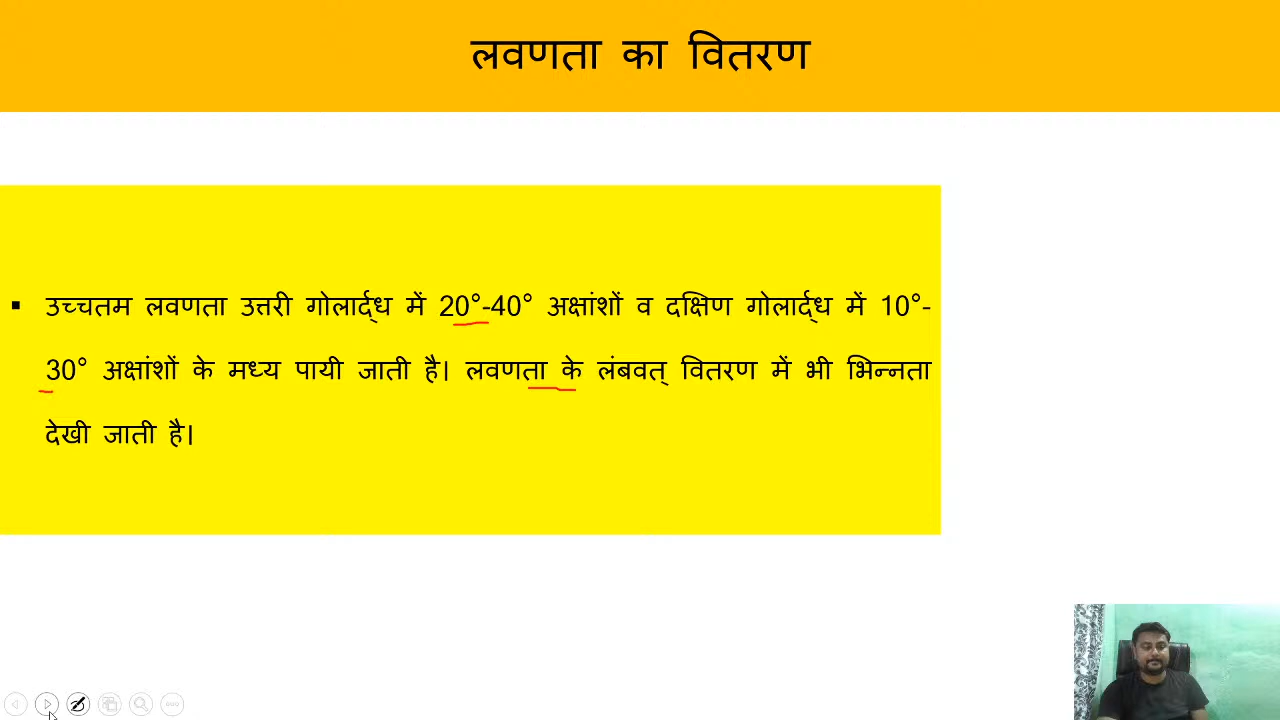 लवणता का वितरण
▪ उच्चतम लवणता उत्तरी गोलार्द्ध में 20°-40° अक्षांशों व दक्षिण गोलार्द्ध में 10°-
30° अक्षांशों के मध्य पायी जाती है। लवणता के लंबवत् वितरण में भी भिन्नता
देखी जाती है।